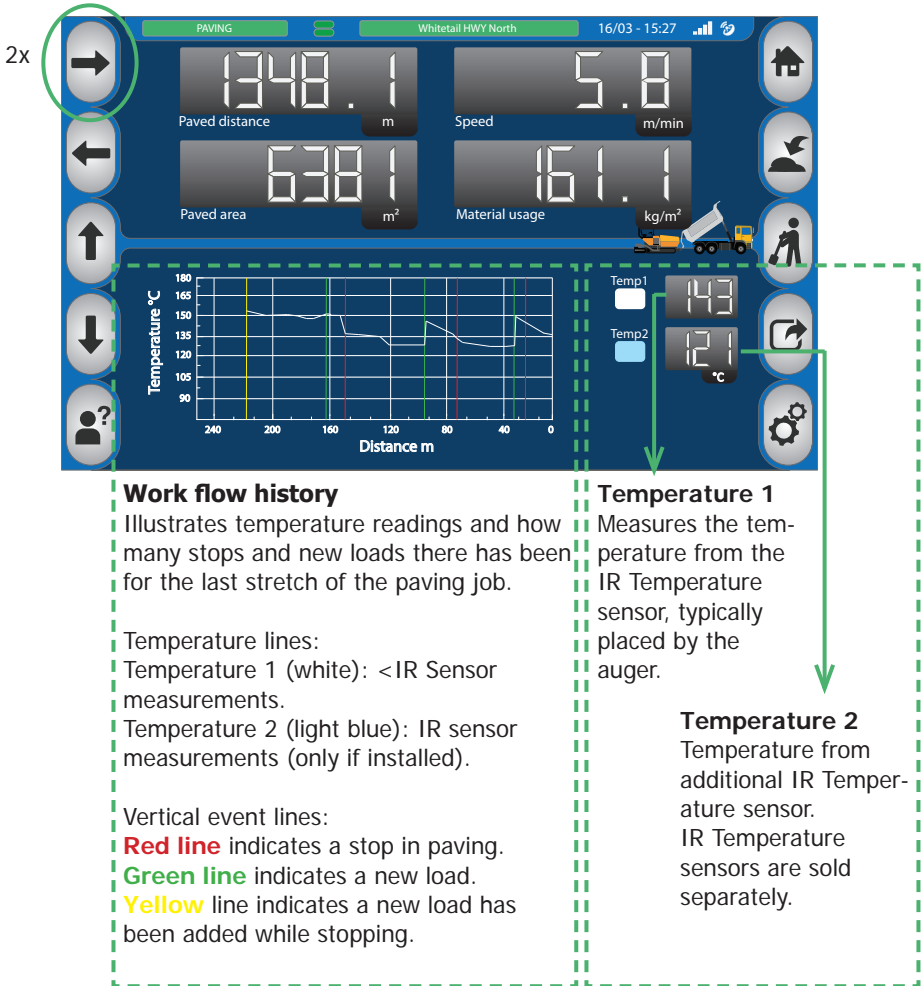 2x
PAVING
Whitetail HWY North
16/03 - 15:27
1348.1
Paved distance
m
5.8
Speed
m/min
6381
Paved area
m²
161.1
Material usage
kg/m²
?
Temperature °C
180
165
150
135
120
105
90
240 200 160 120 80 40 0
Distance m
Temp1
143
Temp2
121
°C
Work flow history
Illustrates temperature readings and how
many stops and new loads there has been
for the last stretch of the paving job.
Temperature lines:
Temperature 1 (white): <IR Sensor
measurements.
Temperature 2 (light blue): IR sensor
measurements (only if installed).
Vertical event lines:
Red line indicates a stop in paving.
Green line indicates a new load.
Yellow line indicates a new load has
been added while stopping.
Temperature 1
Measures the tem-
perature from the
IR Temperature
sensor, typically
placed by the
auger.
Temperature 2
Temperature from
additional IR Temper-
ature sensor.
IR Temperature
sensors are sold
separately.